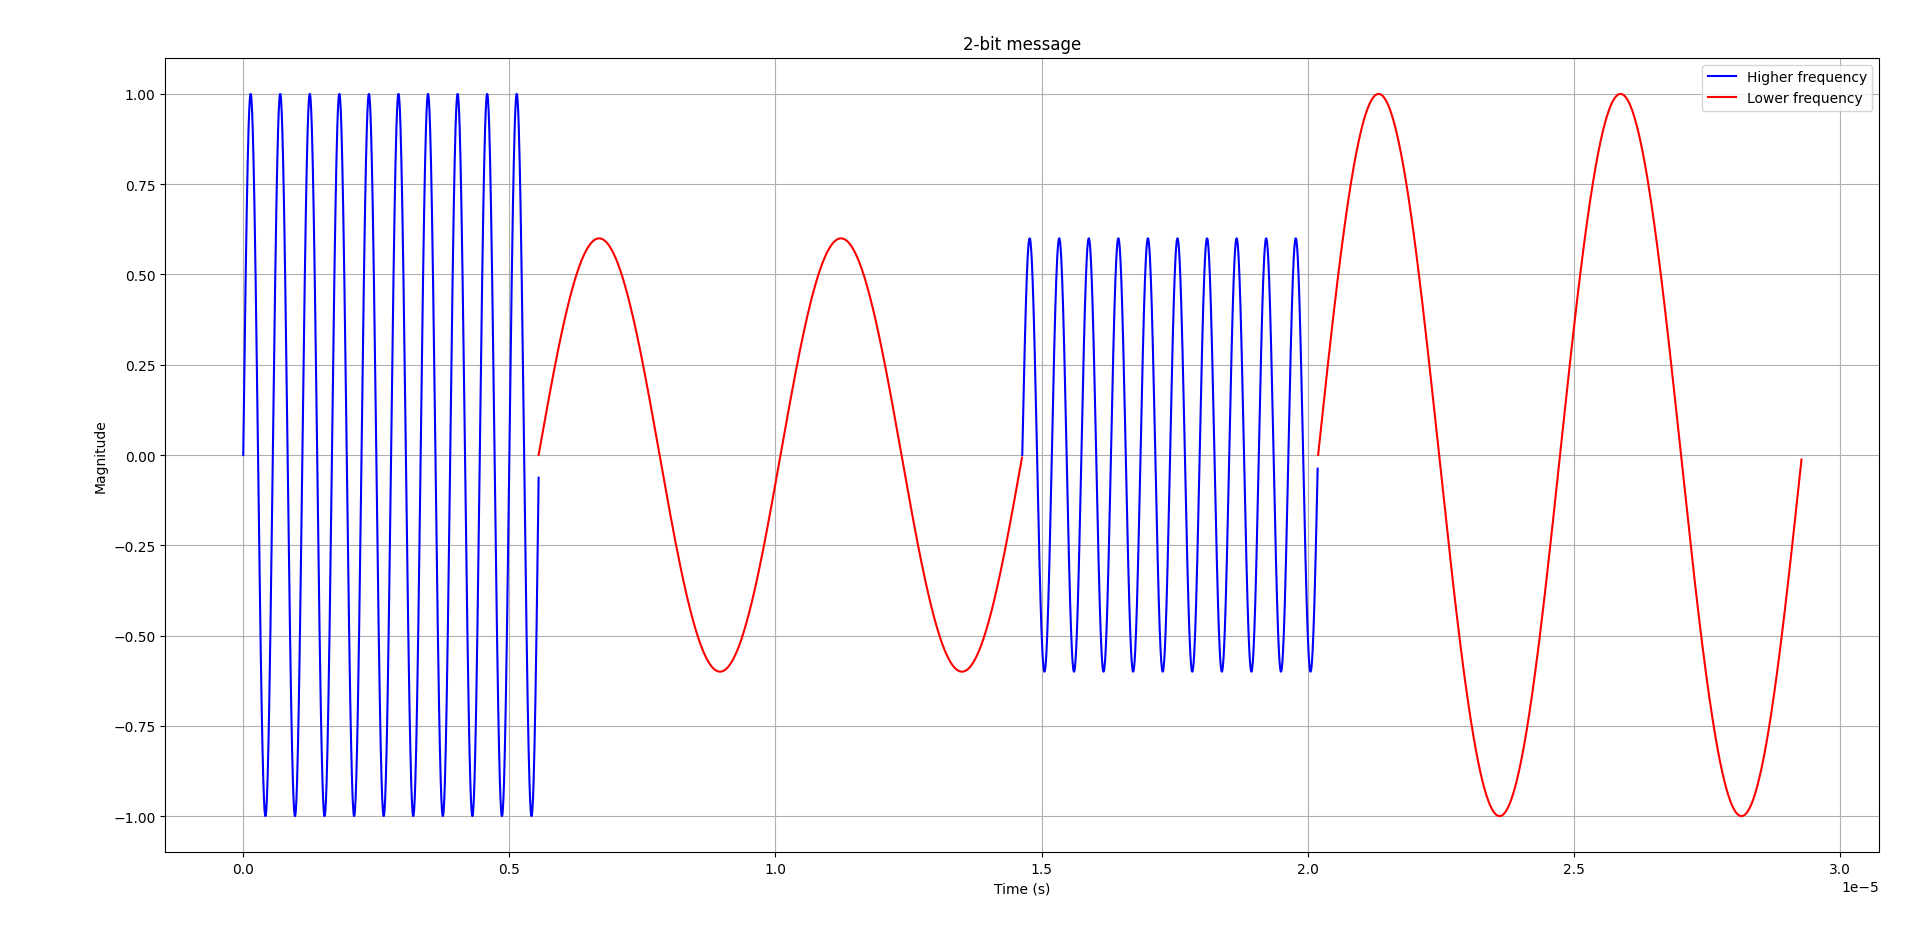 2-bit message
Higher frequency
Lower frequency
1.00
0.75
0.50
0.25
0.00
−0.25
−0.50
−0.75
−1.00
Magnitude
0.0 0.5 1.0 1.5 2.0 2.5 3.0
1e−5
Time (s)